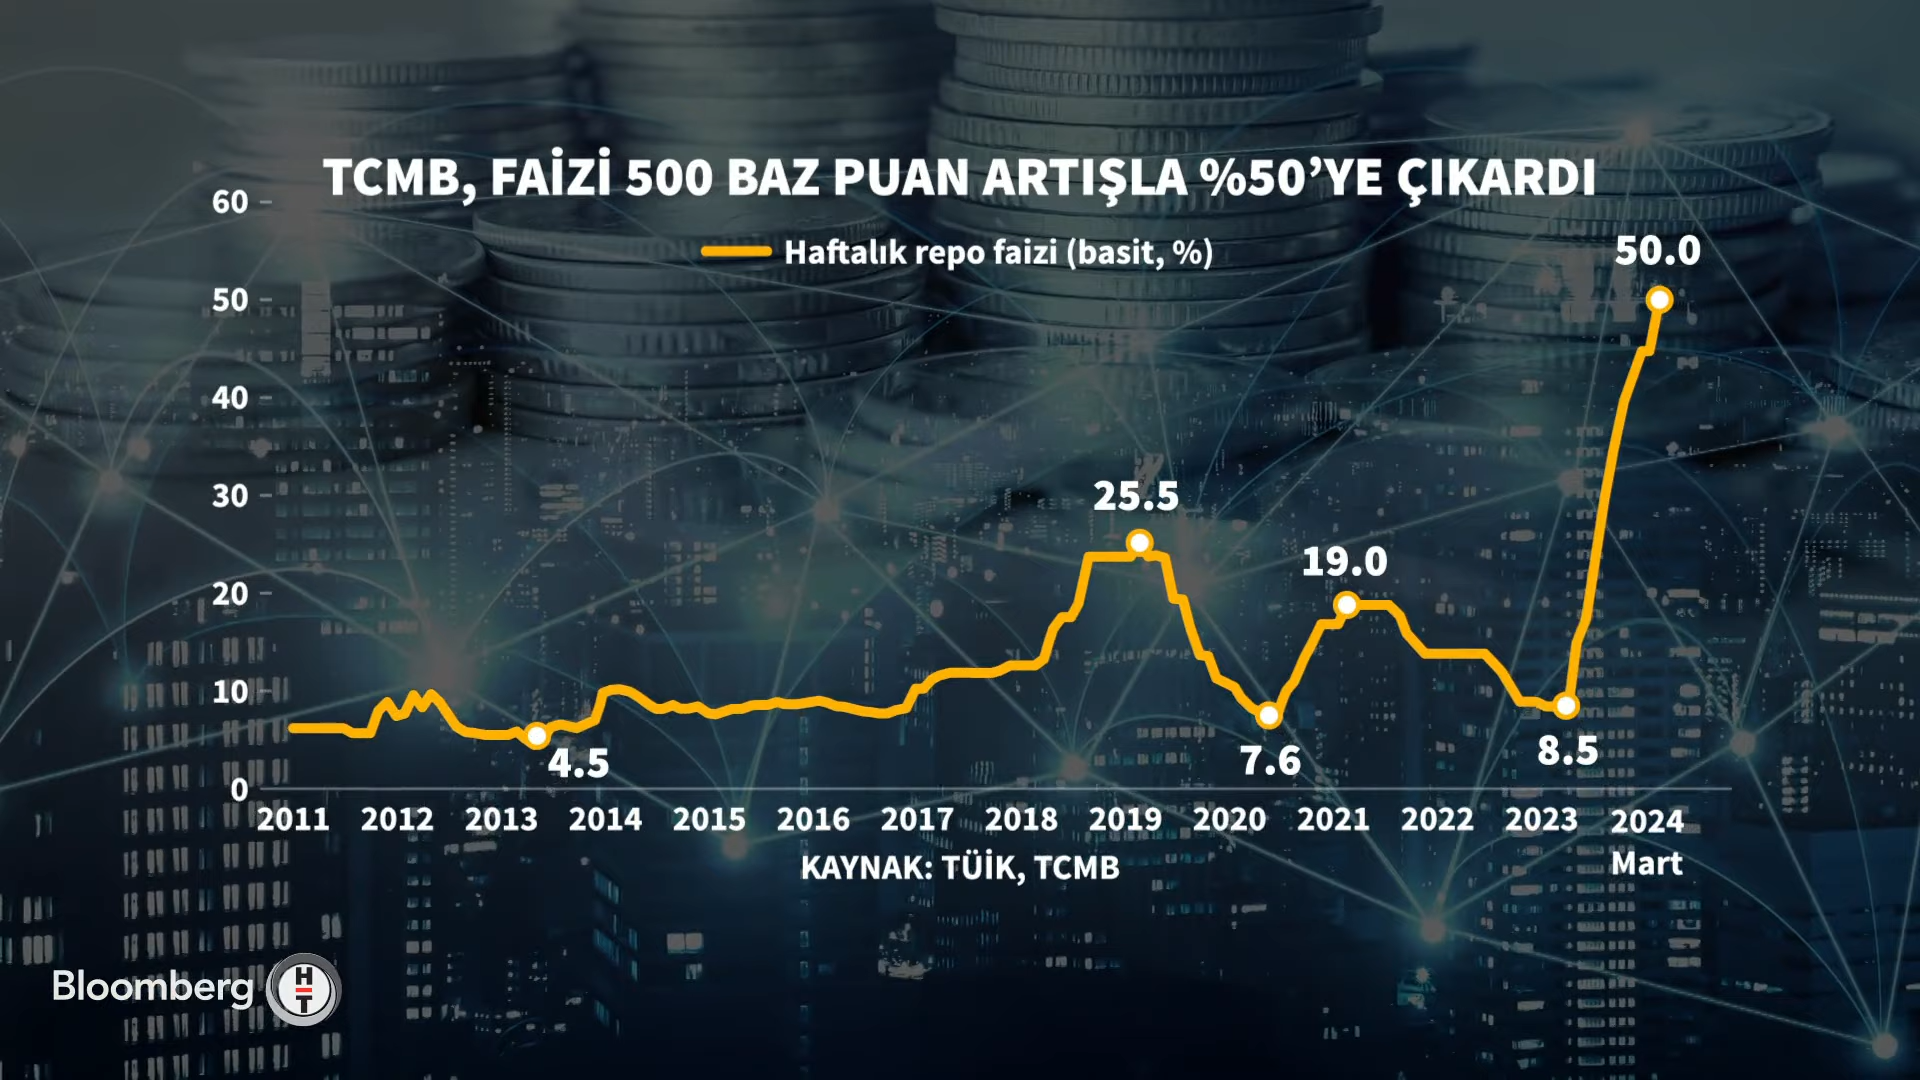 TCMB, FAİZİ 500 BAZ PUAN ARTIŞLA %50’YE ÇIKARDI
Haftalık repo faizi (basit, %)
60
50
40
30
20
10
0
4.5
25.5
7.6
19.0
8.5
50.0
2011 2012 2013 2014 2015 2016 2017 2018 2019 2020 2021 2022 2023 2024
Mart
KAYNAK: TÜİK, TCMB
Bloomberg HT